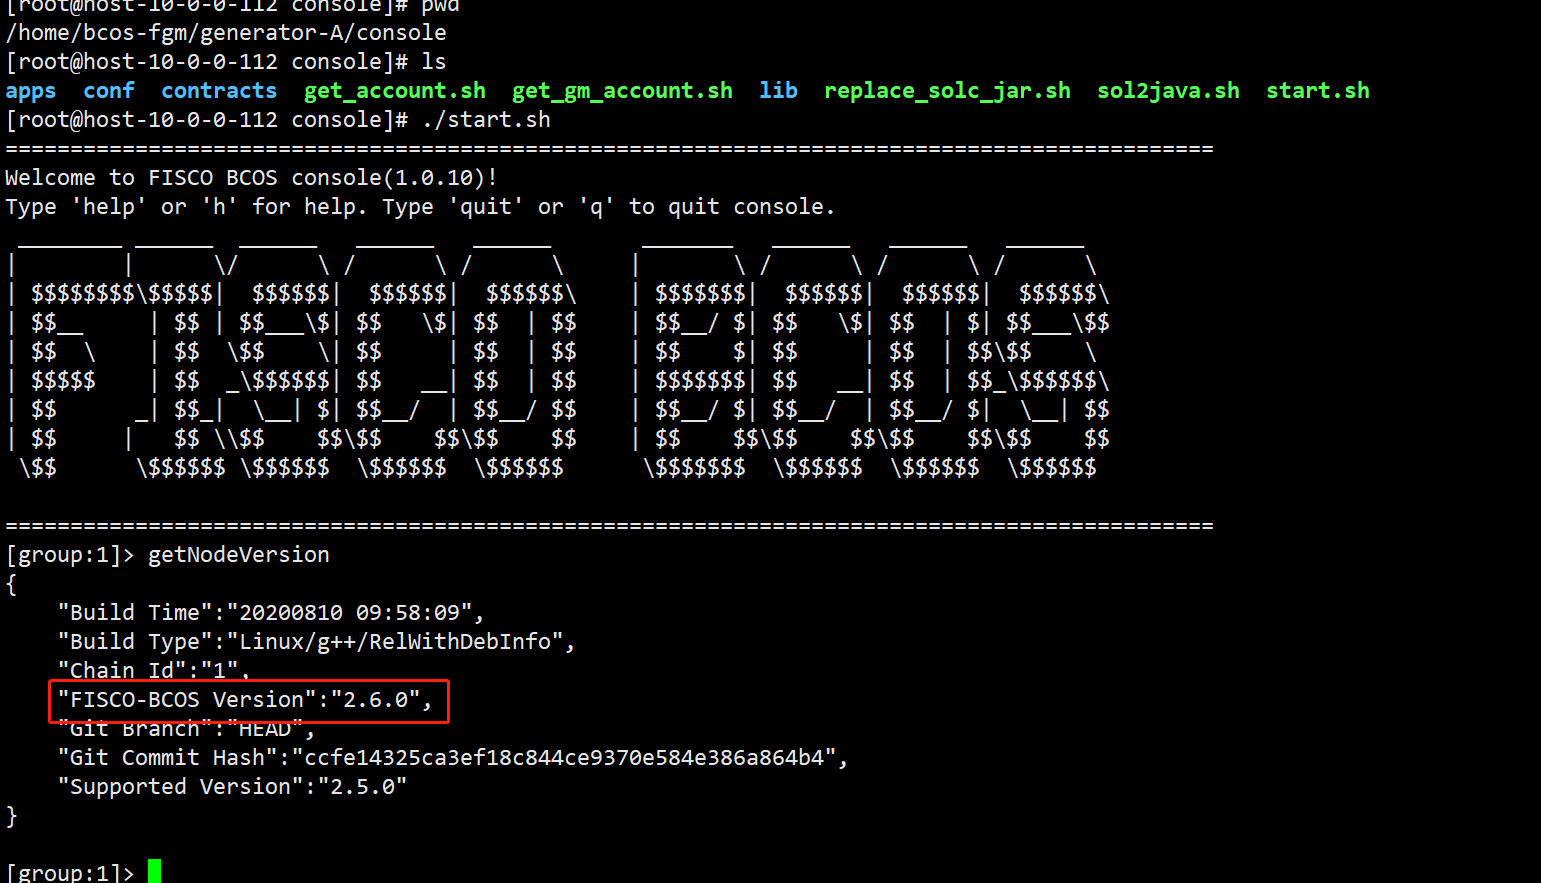 [root@host-10-0-0-112 console]# pwd
/home/bcos-fgm/generator-A/console
[root@host-10-0-0-112 console]# ls
apps  conf  contracts  get_account.sh  get_gm_account.sh  lib  replace_solc_jar.sh  sol2java.sh  start.sh
[root@host-10-0-0-112 console]# ./start.sh
=============================================================================================
Welcome to FISCO BCOS console(1.0.10)!
Type 'help' or 'h' for help. Type 'quit' or 'q' to quit console.
 ________ ______  ______   ______   ______       _______   ______   ______   ______
|        |      \/      \ /      \ /      \     |       \ /      \ /      \ /      \
| $$$$$$$$\$$$$$|  $$$$$$|  $$$$$$|  $$$$$$\    | $$$$$$$|  $$$$$$|  $$$$$$|  $$$$$$\
| $$__     | $$ | $$___\$| $$   \$| $$  | $$    | $$__/ $| $$   \$| $$  | $| $$___\$$
| $$  \    | $$  \$$    \| $$     | $$  | $$    | $$    $| $$     | $$  | $$\$$    \
| $$$$$    | $$  _\$$$$$$| $$   __| $$  | $$    | $$$$$$$| $$   __| $$  | $$_\$$$$$$\
| $$      _| $$_|  \__| $| $$__/  | $$__/ $$    | $$__/ $| $$__/  | $$__/ $|  \__| $$
| $$     |   $$ \\$$    $$\$$    $$\$$    $$    | $$    $$\$$    $$\$$    $$\$$    $$
 \$$      \$$$$$$ \$$$$$$  \$$$$$$  \$$$$$$      \$$$$$$$  \$$$$$$  \$$$$$$  \$$$$$$
=============================================================================================
[group:1]> getNodeVersion
{
    "Build Time":"20200810 09:58:09",
    "Build Type":"Linux/g++/RelWithDebInfo",
    "Chain Id":"1",
    "FISCO-BCOS Version":"2.6.0",
    "Git Branch":"HEAD",
    "Git Commit Hash":"ccfe14325ca3ef18c844ce9370e584e386a864b4",
    "Supported Version":"2.5.0"
}
[group:1]>